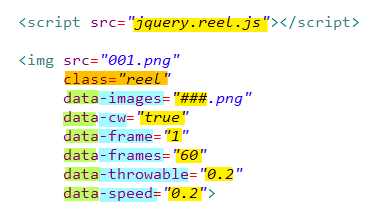 <script src="jquery.reel.js"></script>
<img src="001.png"
class="reel"
data-images="###.png"
data-cw="true"
data-frame="1"
data-frames="60"
data-throwable="0.2"
data-speed="0.2">